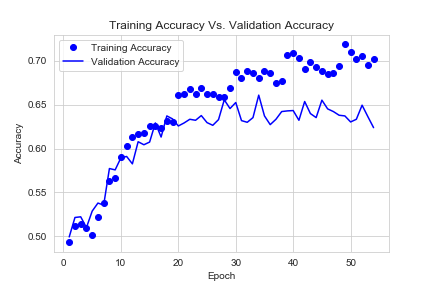 Training Accuracy Vs. Validation Accuracy
Training Accuracy
Validation Accuracy
Accuracy
0.70
0.65
0.60
0.55
0.50
0 10 20 30 40 50
Epoch